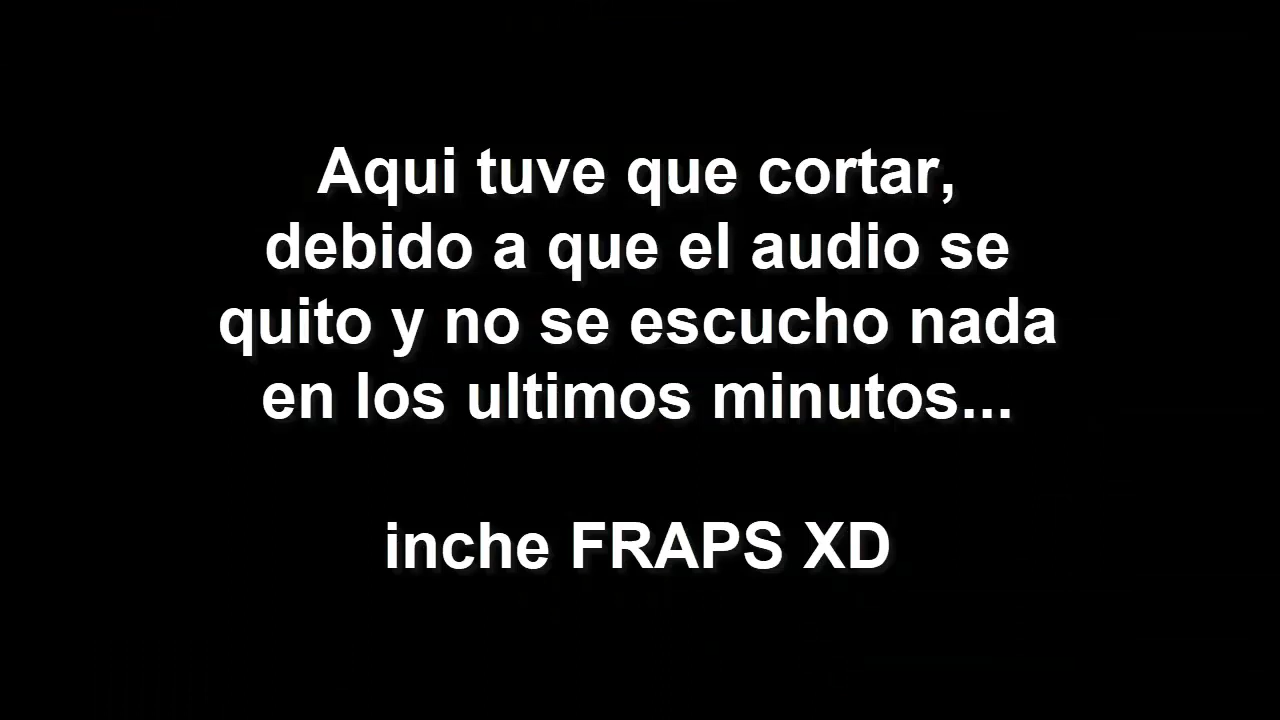 Aqui tuve que cortar,
debido a que el audio se
quito y no se escucho nada
en los ultimos minutos...
inche FRAPS XD